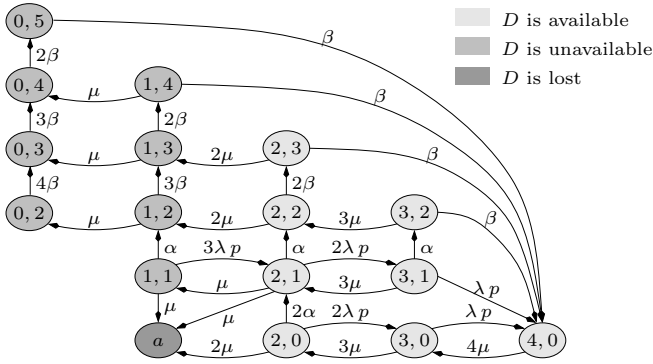 0, 5
β
D is available
D is unavailable
D is lost
2β
0, 4
μ
1, 4
β
3β
2β
0, 3
μ
1, 3
2μ
2, 3
β
4β
3β
2β
0, 2
μ
1, 2
2μ
2, 2
3μ
3, 2
β
α
3λ p
α
2λ p
α
1, 1
μ
2, 1
3μ
3, 1
λ p
μ
μ
2α
2λ p
λ p
a
2μ
2, 0
3μ
3, 0
4μ
4, 0